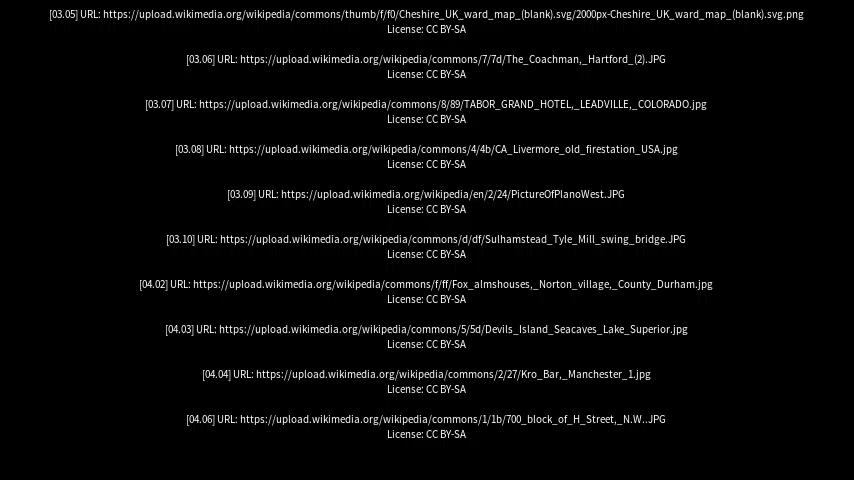 [03.05] URL: https://upload.wikimedia.org/wikipedia/commons/thumb/f/f0/Cheshire_UK_ward_map_(blank).svg/2000px-Cheshire_UK_ward_map_(blank).svg.png
License: CC BY-SA
[03.06] URL: https://upload.wikimedia.org/wikipedia/commons/7/7d/The_Coachman,_Hartford_(2).JPG
License: CC BY-SA
[03.07] URL: https://upload.wikimedia.org/wikipedia/commons/8/89/TABOR_GRAND_HOTEL,_LEADVILLE,_COLORADO.jpg
License: CC BY-SA
[03.08] URL: https://upload.wikimedia.org/wikipedia/commons/4/4b/CA_Livermore_old_firestation_USA.jpg
License: CC BY-SA
[03.09] URL: https://upload.wikimedia.org/wikipedia/en/2/24/PictureOfPlanoWest.JPG
License: CC BY-SA
[03.10] URL: https://upload.wikimedia.org/wikipedia/commons/d/df/Sulhamstead_Tyle_Mill_swing_bridge.JPG
License: CC BY-SA
[04.02] URL: https://upload.wikimedia.org/wikipedia/commons/f/ff/Fox_almshouses,_Norton_village,_County_Durham.jpg
License: CC BY-SA
[04.03] URL: https://upload.wikimedia.org/wikipedia/commons/5/5d/Devils_Island_Seacaves_Lake_Superior.jpg
License: CC BY-SA
[04.04] URL: https://upload.wikimedia.org/wikipedia/commons/2/27/Kro_Bar,_Manchester_1.jpg
License: CC BY-SA
[04.06] URL: https://upload.wikimedia.org/wikipedia/commons/1/1b/700_block_of_H_Street,_N.W..JPG
License: CC BY-SA